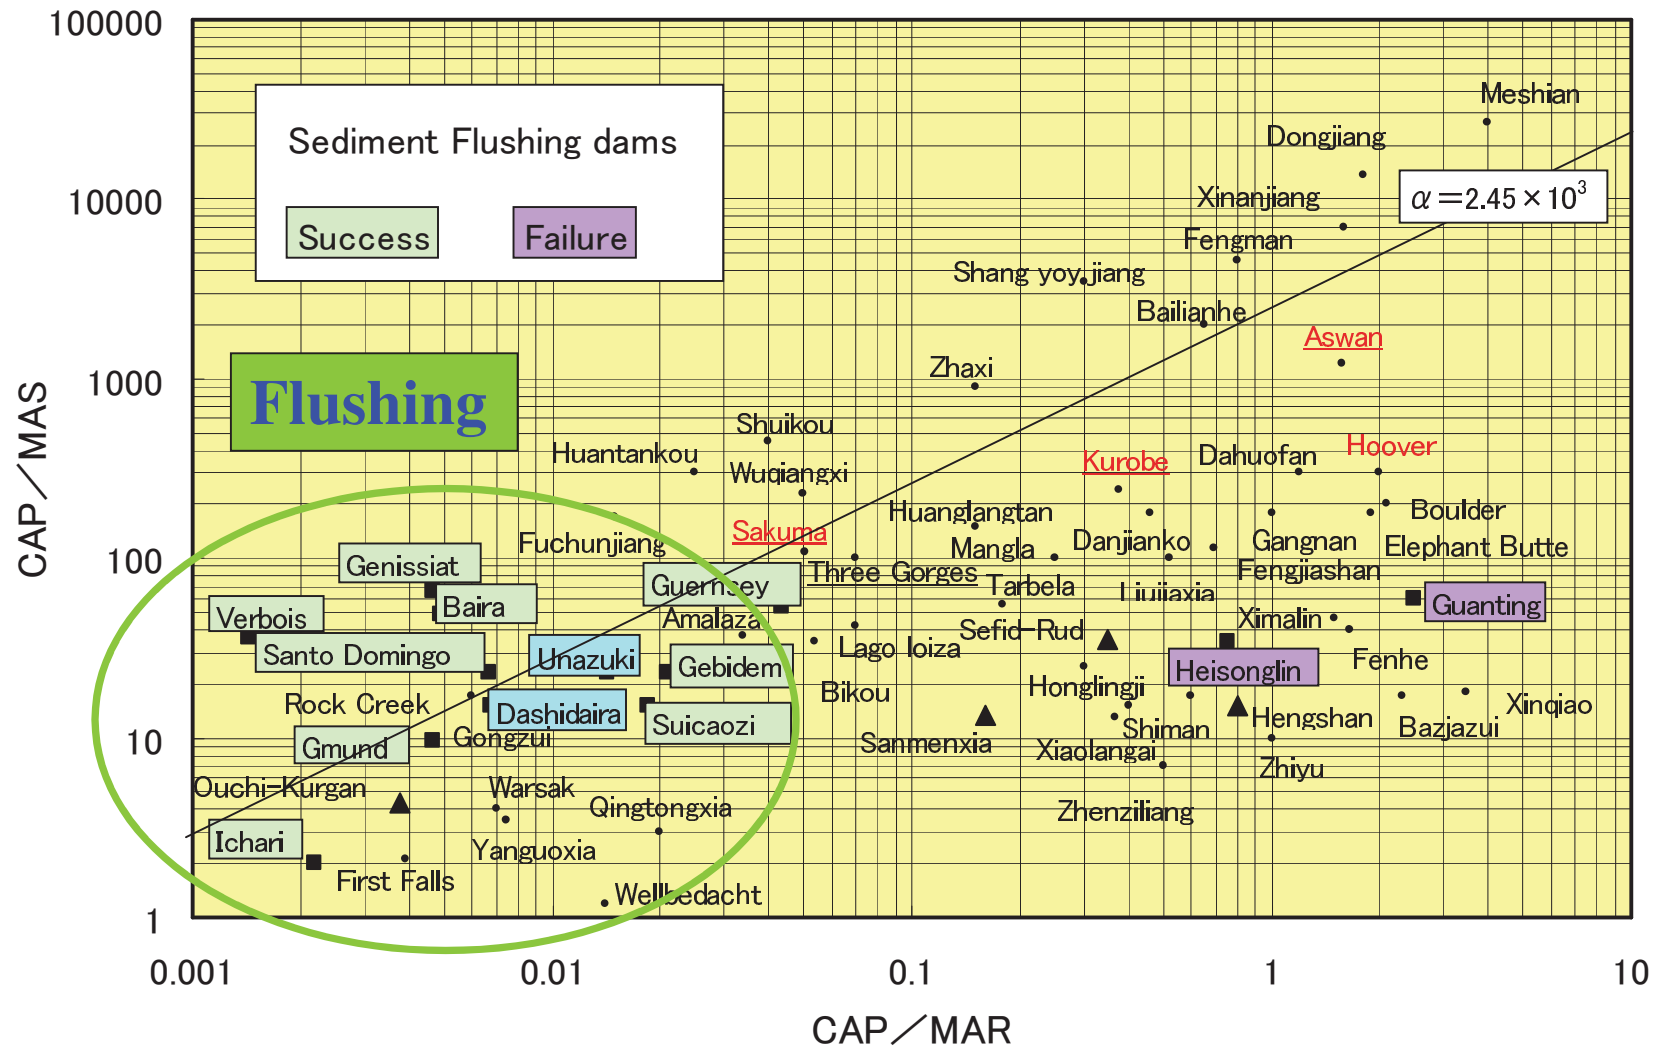 100000
10000
1000
100
10
1
CAP／MAS
Sediment Flushing dams
Success
Failure
Flushing
Meshian
Dongjiang
α＝2.45×10³
Xinanjiang
Fengman
Shang yoy jiang
Bailianhe
Aswan
Zhaxi
Shuikou
Huantankou
Wuqiangxi
Kurobe
Dahuofan
Hoover
Huanglangtan
Boulder
Sakuma
Fuchunjiang
Mangla
Danjianko
Gangnan
Elephant Butte
Genissiat
Guernsey
Three Gorges
Tarbela
Liujiaxia
Fengjiashan
Baira
Verbois
Amalaza
Sefid-Rud
Ximalin
Guanting
Santo Domingo
Unazuki
Gebidem
Lago loiza
Heisonglin
Fenhe
Rock Creek
Dashidaira
Suicaozi
Bikou
Honglingji
Shiman
Hengshan
Bazjazui
Xinqiao
Gmund
Gongzui
Sanmenxia
Xiaolangai
Zhiyu
Ouchi-Kurgan
Warsak
Qingtongxia
Zhenziliang
Ichari
Yanguoxia
First Falls
Wellbedacht
0.001
0.01
0.1
1
10
CAP／MAR